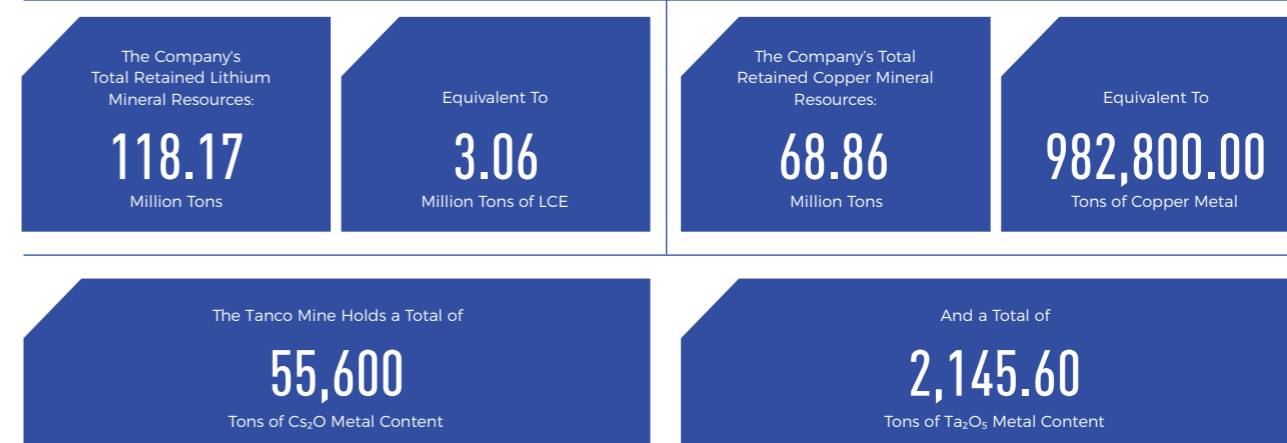 The Company's
Total Retained Lithium
Mineral Resources:
118.17
Million Tons
Equivalent To
3.06
Million Tons of LCE
The Company's Total
Retained Copper Mineral
Resources:
68.86
Million Tons
Equivalent To
982,800.00
Tons of Copper Metal
The Tanco Mine Holds a Total of
55,600
Tons of Cs₂O Metal Content
And a Total of
2,145.60
Tons of Ta₂O₅ Metal Content